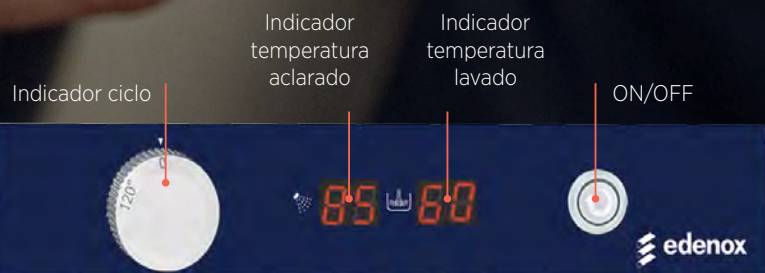 Indicador
temperatura
aclarado
Indicador
temperatura
lavado
Indicador ciclo
ON/OFF
0
120"
85
60
edenox